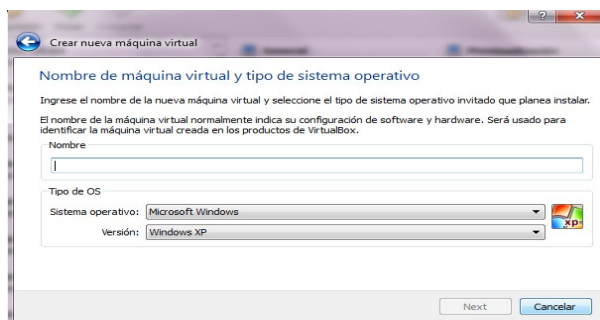 Crear nueva máquina virtual
Nombre de máquina virtual y tipo de sistema operativo
Ingrese el nombre de la nueva máquina virtual y seleccione el tipo de sistema operativo invitado que planea instalar.
El nombre de la máquina virtual normalmente indica su configuración de software y hardware. Será usado para
identificar la máquina virtual creada en los productos de VirtualBox.
Nombre
Tipo de OS
Sistema operativo: Microsoft Windows
Versión: Windows XP
xp
Next Cancelar